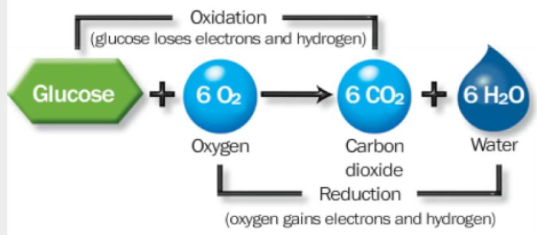 Oxidation
(glucose loses electrons and hydrogen)
Glucose + 6 O₂ → 6 CO₂ + 6 H₂O
Oxygen Carbon dioxide Water
Reduction
(oxygen gains electrons and hydrogen)